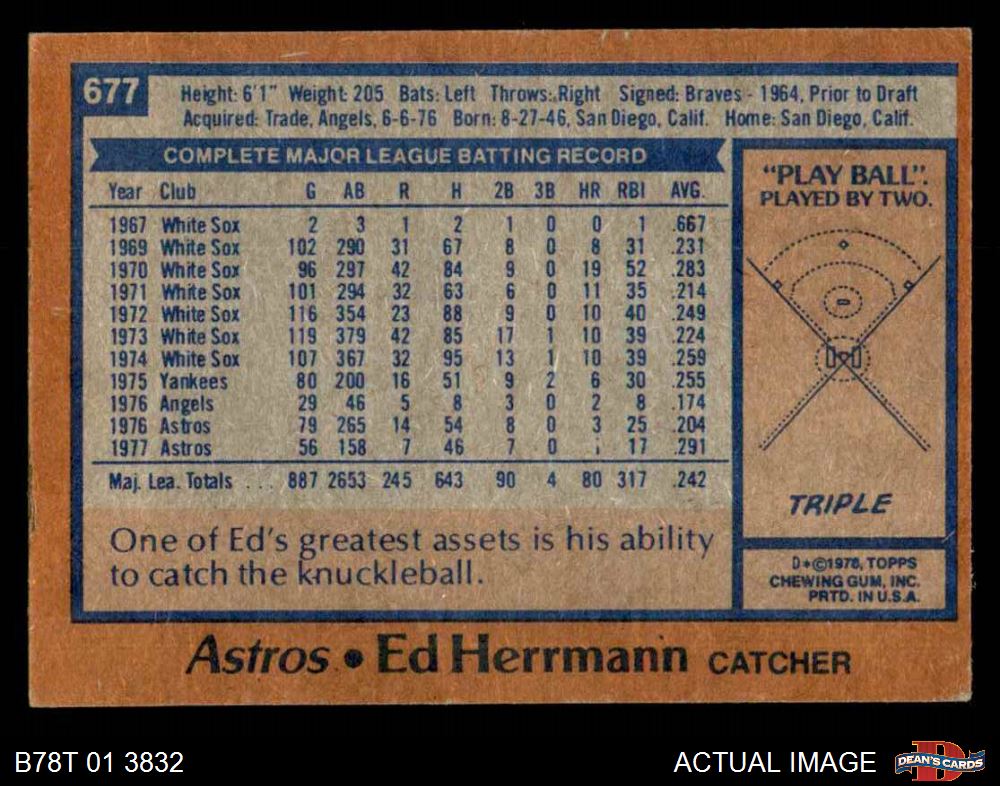 677
Height: 6'1" Weight: 205 Bats: Left Throws: Right Signed: Braves - 1964, Prior to Draft
Acquired: Trade, Angels, 6-6-76 Born: 8-27-46, San Diego, Calif. Home: San Diego, Calif.
COMPLETE MAJOR LEAGUE BATTING RECORD
Year Club G AB R H 2B 3B HR RBI AVG.
1967 White Sox 2 3 1 2 1 0 0 1 .667
1969 White Sox 102 290 31 67 8 0 8 31 .231
1970 White Sox 96 297 42 84 9 0 19 52 .283
1971 White Sox 101 294 32 63 6 0 11 35 .214
1972 White Sox 116 354 23 88 9 0 10 40 .249
1973 White Sox 119 379 42 85 17 1 10 39 .224
1974 White Sox 107 367 32 95 13 1 10 39 .259
1975 Yankees 80 200 16 51 9 2 6 30 .255
1976 Angels 29 46 5 8 3 0 2 8 .174
1976 Astros 79 265 14 54 8 0 3 25 .204
1977 Astros 56 158 7 46 7 0 1 17 .291
Maj. Lea. Totals ... 887 2653 245 643 90 4 80 317 .242
One of Ed's greatest assets is his ability
to catch the knuckleball.
"PLAY BALL".
PLAYED BY TWO.
TRIPLE
D*©1978, TOPPS
CHEWING GUM, INC.
PRTD. IN U.S.A.
Astros • Ed Herrmann CATCHER
B78T 01 3832
ACTUAL IMAGE
D
DEAN'S CARDS